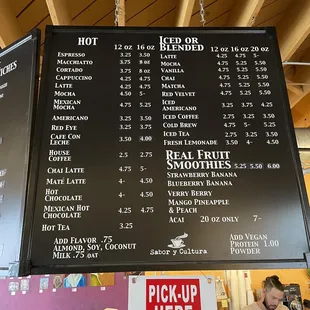 TCHES
HOT 12 oz 16 oz
Espresso 3.25 3.50
Macchiatto 3.75 8 oz
Cortado 3.75 8 oz
Cappuccino 4.25 4.75
Latte 4.25 4.75
Mocha 4.50 5-
Mexican
Mocha 4.75 5.25
Americano 3.25 3.50
Red Eye 3.25 3.75
Cafe Con
Leche 3.50 4.00
House
Coffee 2.5 2.75
Chai Latte 4.75 5-
Maté Latte 4- 4.50
Hot
Chocolate 4- 4.50
Mexican Hot
Chocolate 4.25 4.75
Hot Tea 3.25
Add Flavor .75
Almond, Soy, Coconut
Milk .75 oat
Iced or
Blended 12 oz 16 oz 20 oz
Latte 4.25 4.75 5-
Mocha 4.75 5- 5.50
Vanilla 4.75 5- 5.50
Chai 4.75 5- 5.50
Matcha 4.75 5- 5.50
Red Velvet 4.75 5- 5.50
Iced
Americano 3.25 3.75 4.25
Iced Coffee 2.75 3.25 3.75
Cold Brew 4.75 5.25
Iced Tea 2.75 3.25 3.50
Fresh Lemonade 3.50 4- 4.50
Real Fruit
Smoothies 5.25 5.50 6.00
Strawberry Banana
Blueberry Banana
Verry Berry
Mango Pineapple
& Peach
Acai 20 oz only 7-
Sabor y Cultura
Add Vegan
Protein 1.00
Powder
PICK-UP
HERE